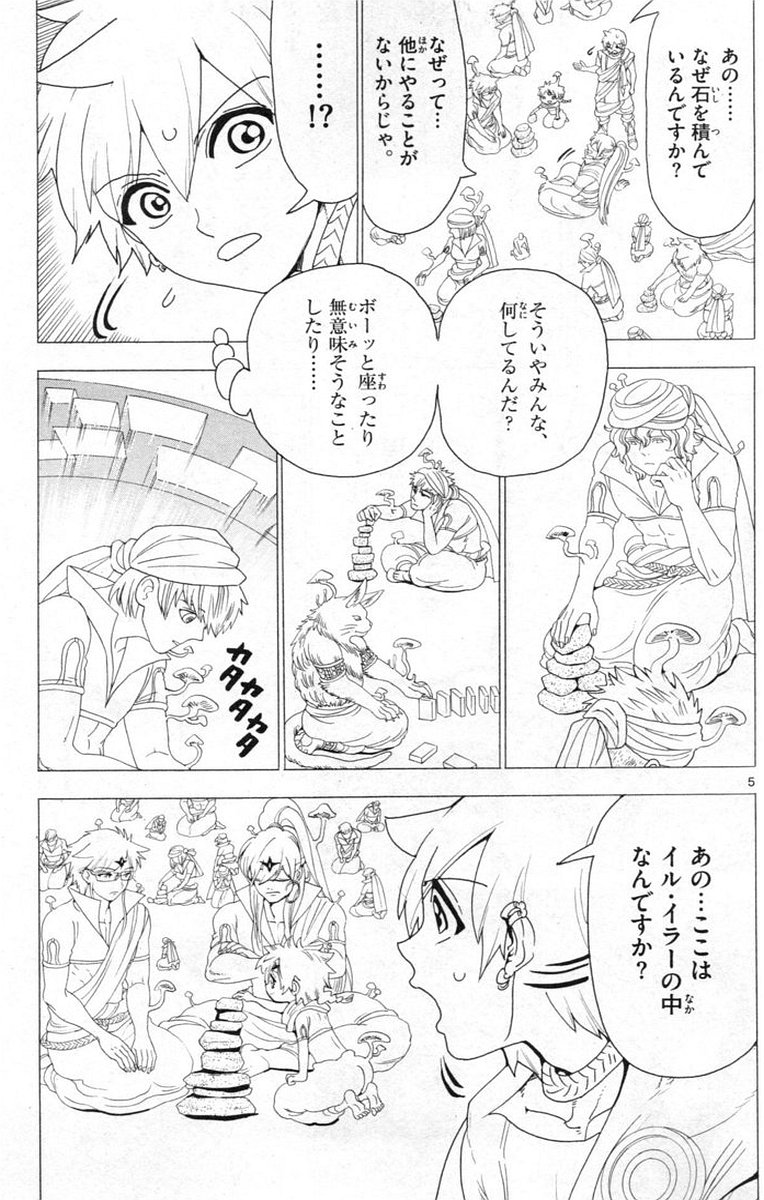 あの……
なぜ石を積んで
いるんですか?
なぜって…
他にやることが
ないからじゃ。
……
!?
そういやみんな、
何してるんだ?
ボーッと座ったり
無意味そうなこと
したり……
カタカタカタカタ
5
あの…ここは
イル・イラーの中
なんですか?